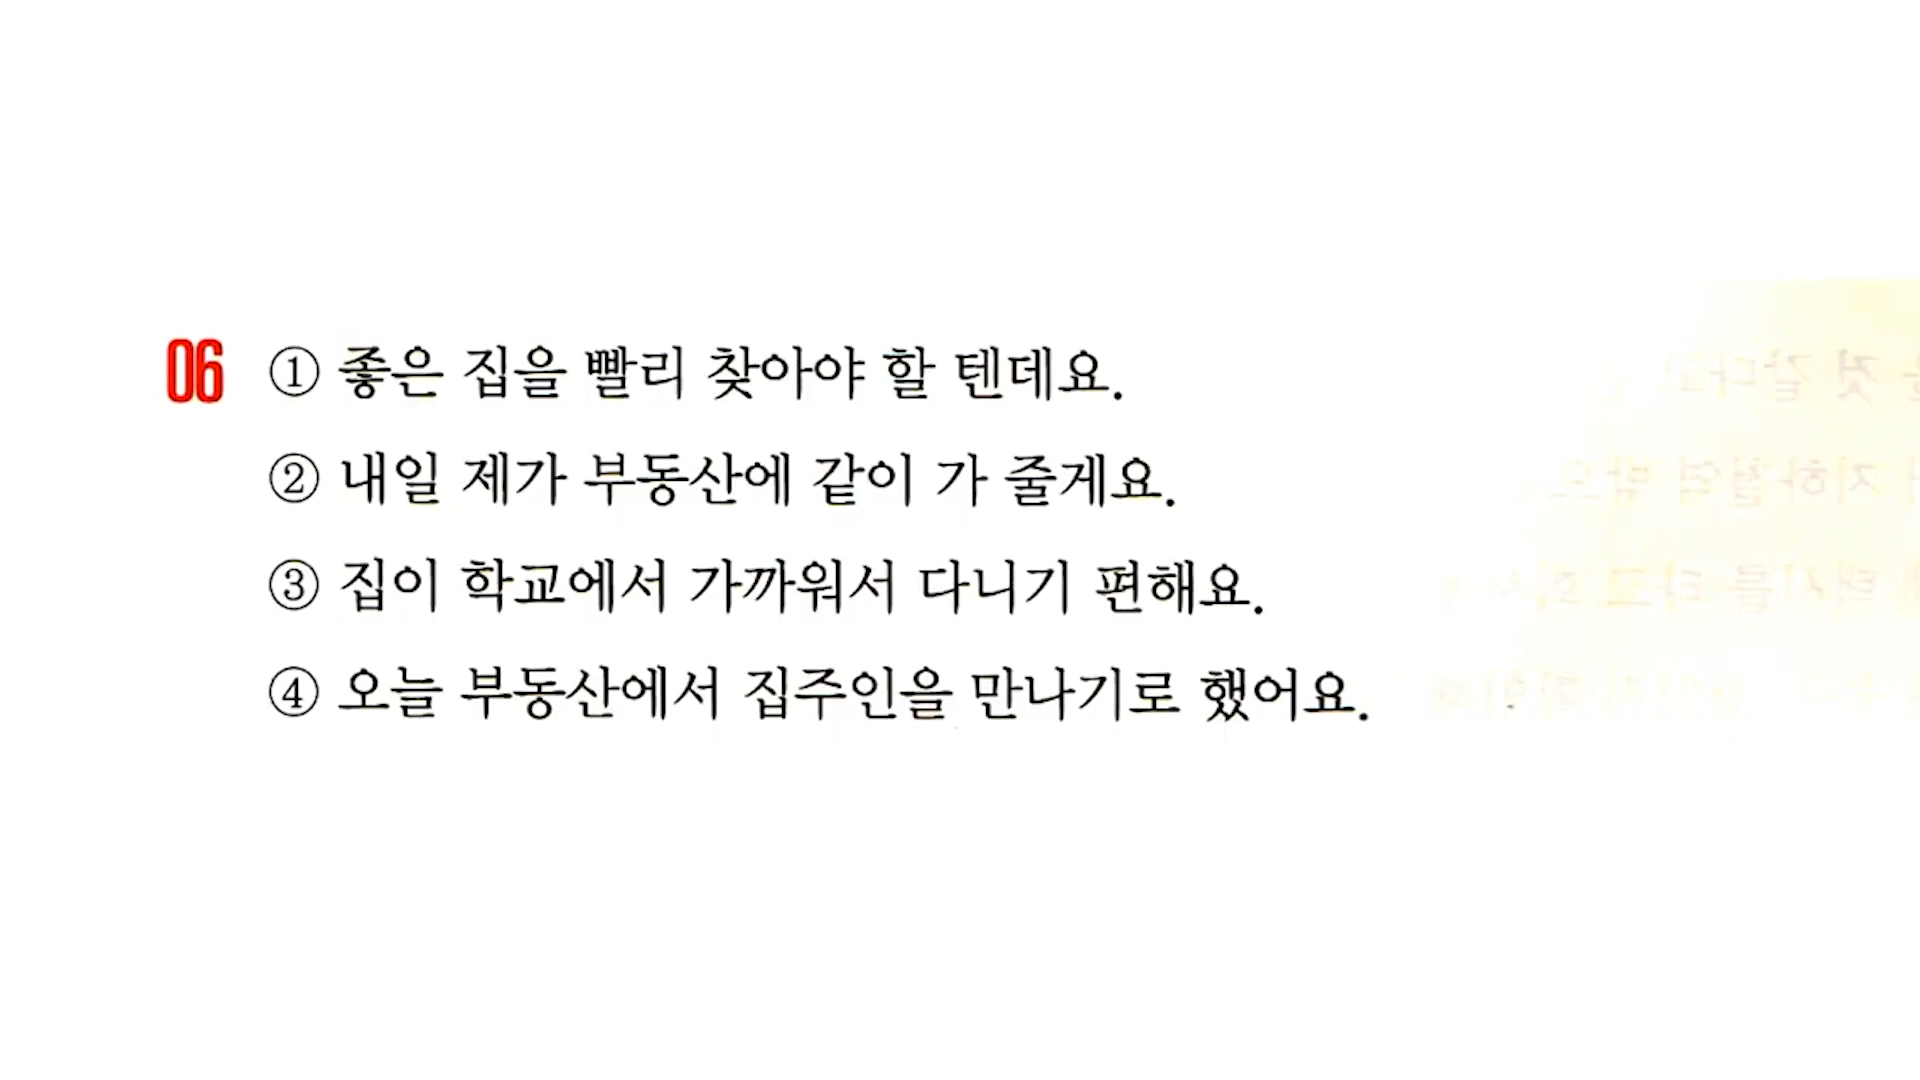 06 ① 좋은 집을 빨리 찾아야 할 텐데요.
② 내일 제가 부동산에 같이 가 줄게요.
③ 집이 학교에서 가까워서 다니기 편해요.
④ 오늘 부동산에서 집주인을 만나기로 했어요.